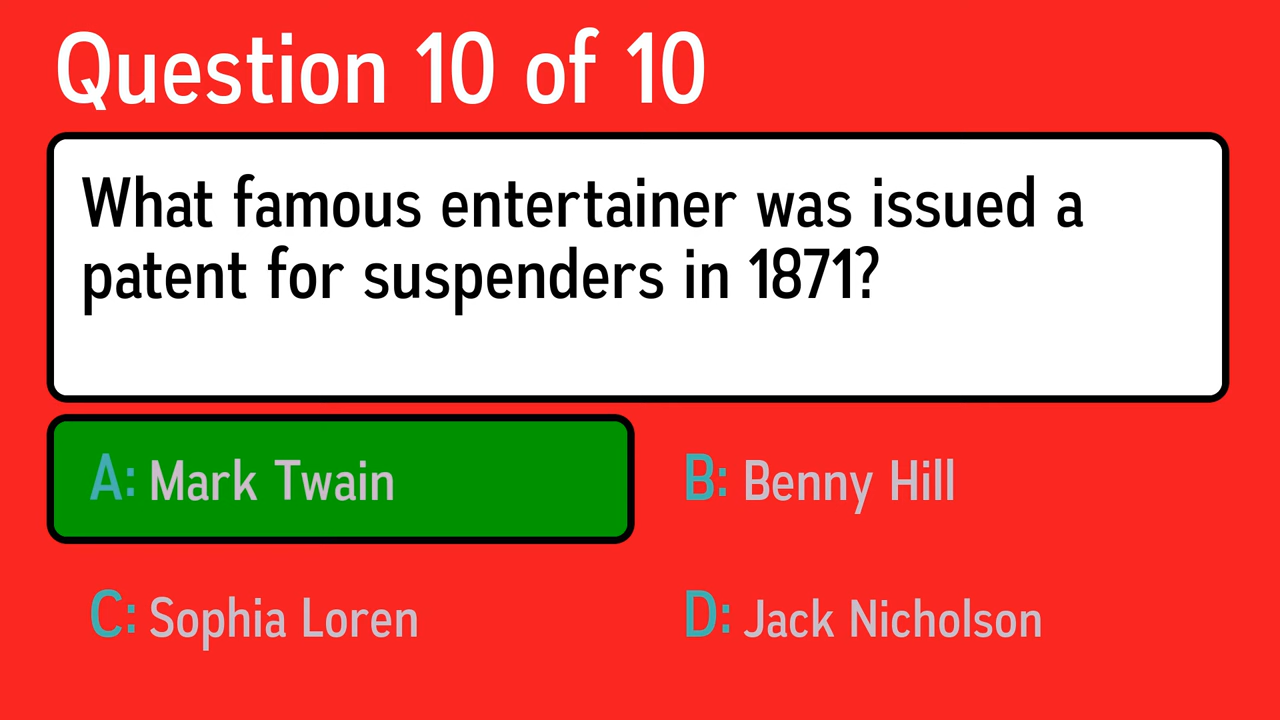 Question 10 of 10
What famous entertainer was issued a
patent for suspenders in 1871?
A: Mark Twain
B: Benny Hill
C: Sophia Loren
D: Jack Nicholson